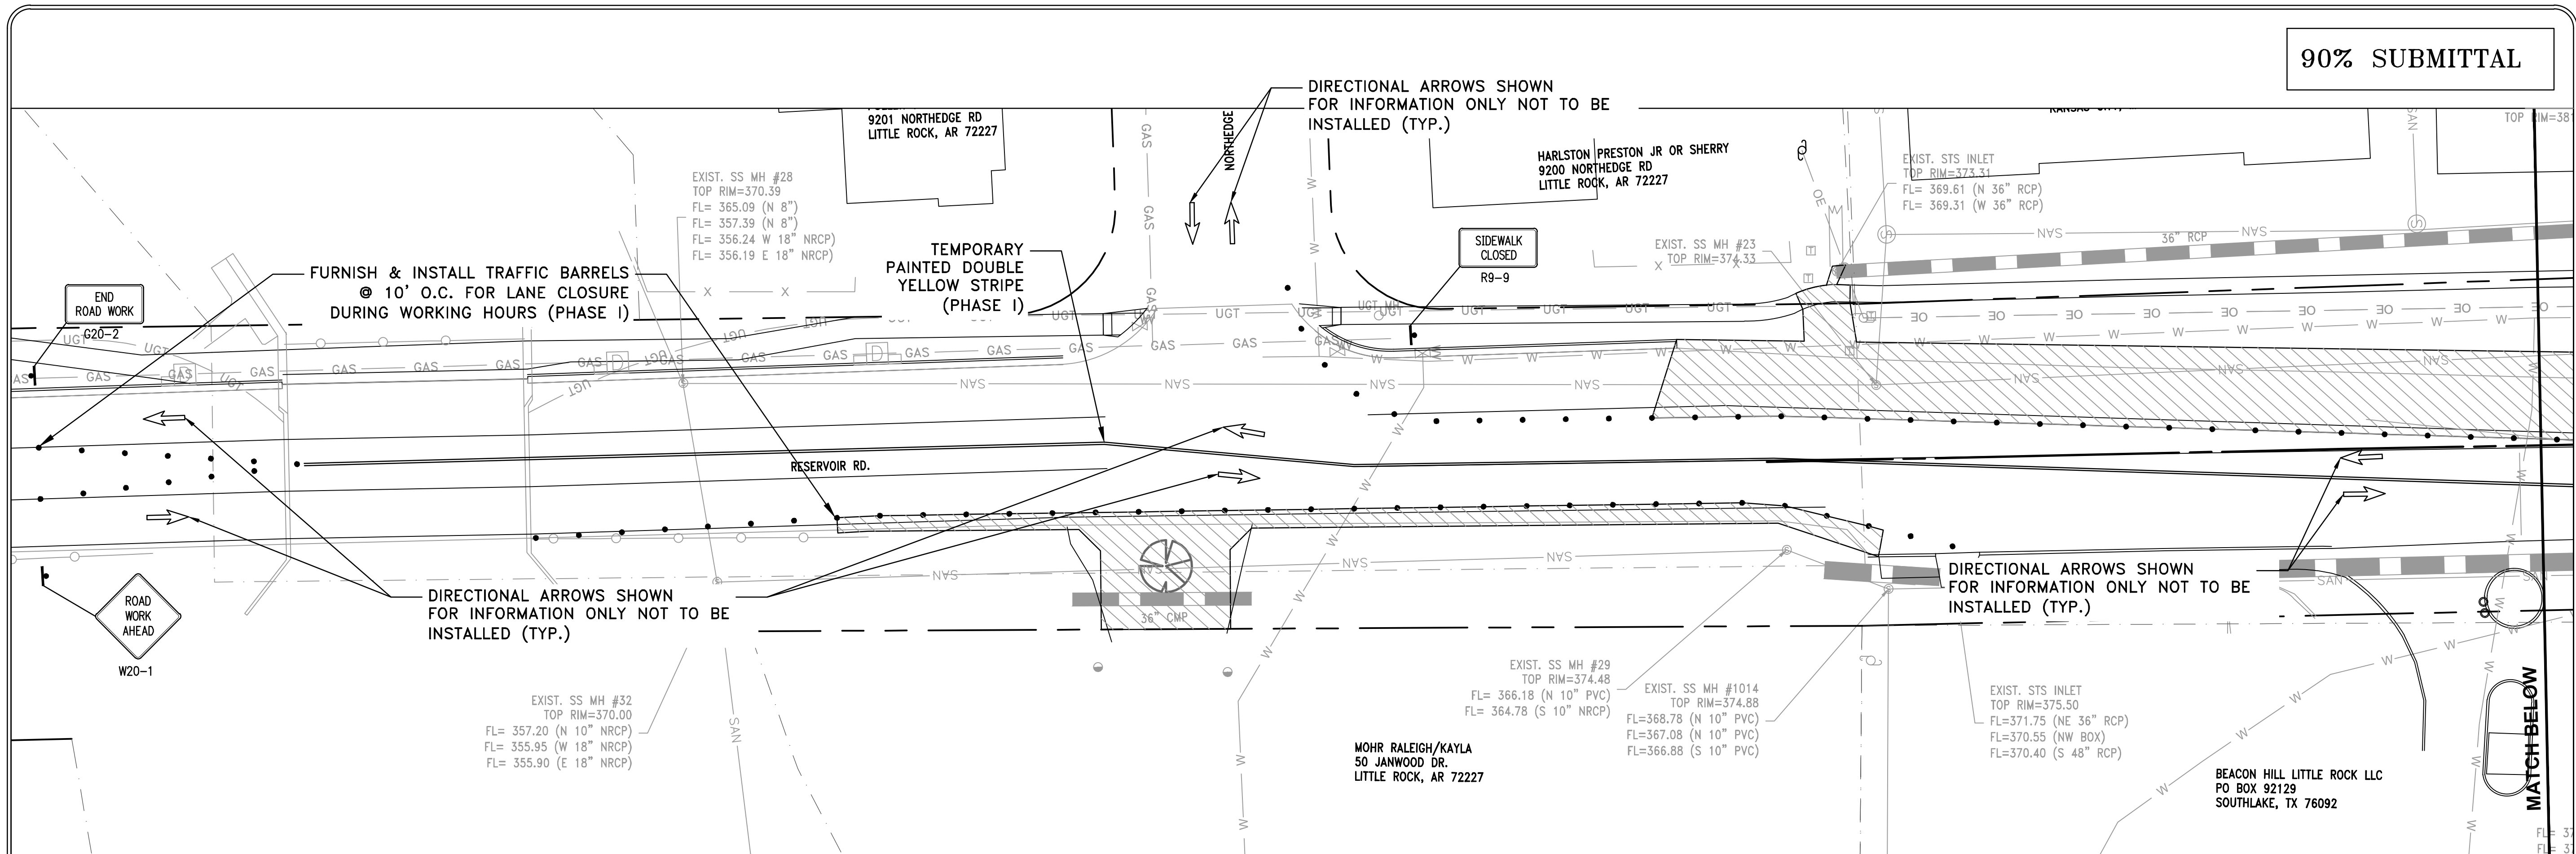 90% SUBMITTAL
DIRECTIONAL ARROWS SHOWN
FOR INFORMATION ONLY NOT TO BE
INSTALLED (TYP.)
9201 NORTHEDGE RD
LITTLE ROCK, AR 72227
NORTHEDGE
HARLSTON PRESTON JR OR SHERRY
9200 NORTHEDGE RD
LITTLE ROCK, AR 72227
EXIST. STS INLET
TOP RIM=373.31
FL= 369.61 (N 36" RCP)
FL= 369.31 (W 36" RCP)
EXIST. SS MH #28
TOP RIM=370.39
FL= 365.09 (N 8")
FL= 357.39 (N 8")
FL= 356.24 W 18" NRCP)
FL= 356.19 E 18" NRCP)
TEMPORARY
PAINTED DOUBLE
YELLOW STRIPE
(PHASE I)
SIDEWALK
CLOSED
R9-9
EXIST. SS MH #23
TOP RIM=374.33
36" RCP
FURNISH & INSTALL TRAFFIC BARRELS
@ 10' O.C. FOR LANE CLOSURE
DURING WORKING HOURS (PHASE I)
END
ROAD WORK
G20-2
UGT MH
RESERVOIR RD.
ROAD
WORK
AHEAD
W20-1
DIRECTIONAL ARROWS SHOWN
FOR INFORMATION ONLY NOT TO BE
INSTALLED (TYP.)
36" CMP
DIRECTIONAL ARROWS SHOWN
FOR INFORMATION ONLY NOT TO BE
INSTALLED (TYP.)
EXIST. SS MH #32
TOP RIM=370.00
FL= 357.20 (N 10" NRCP)
FL= 355.95 (W 18" NRCP)
FL= 355.90 (E 18" NRCP)
EXIST. SS MH #29
TOP RIM=374.48
FL= 366.18 (N 10" PVC)
FL= 364.78 (S 10" NRCP)
EXIST. SS MH #1014
TOP RIM=374.88
FL=368.78 (N 10" PVC)
FL=367.08 (N 10" PVC)
FL=366.88 (S 10" PVC)
EXIST. STS INLET
TOP RIM=375.50
FL=371.75 (NE 36" RCP)
FL=370.55 (NW BOX)
FL=370.40 (S 48" RCP)
MOHR RALEIGH/KAYLA
50 JANWOOD DR.
LITTLE ROCK, AR 72227
BEACON HILL LITTLE ROCK LLC
PO BOX 92129
SOUTHLAKE, TX 76092
MATCH BELOW